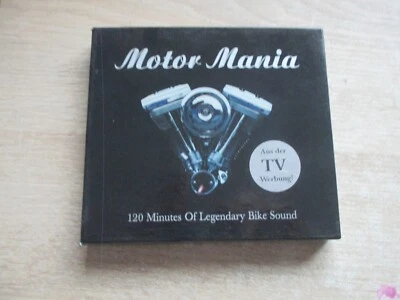 Motor Mania
Aus der
TV
Werbung!
120 Minutes Of Legendary Bike Sound